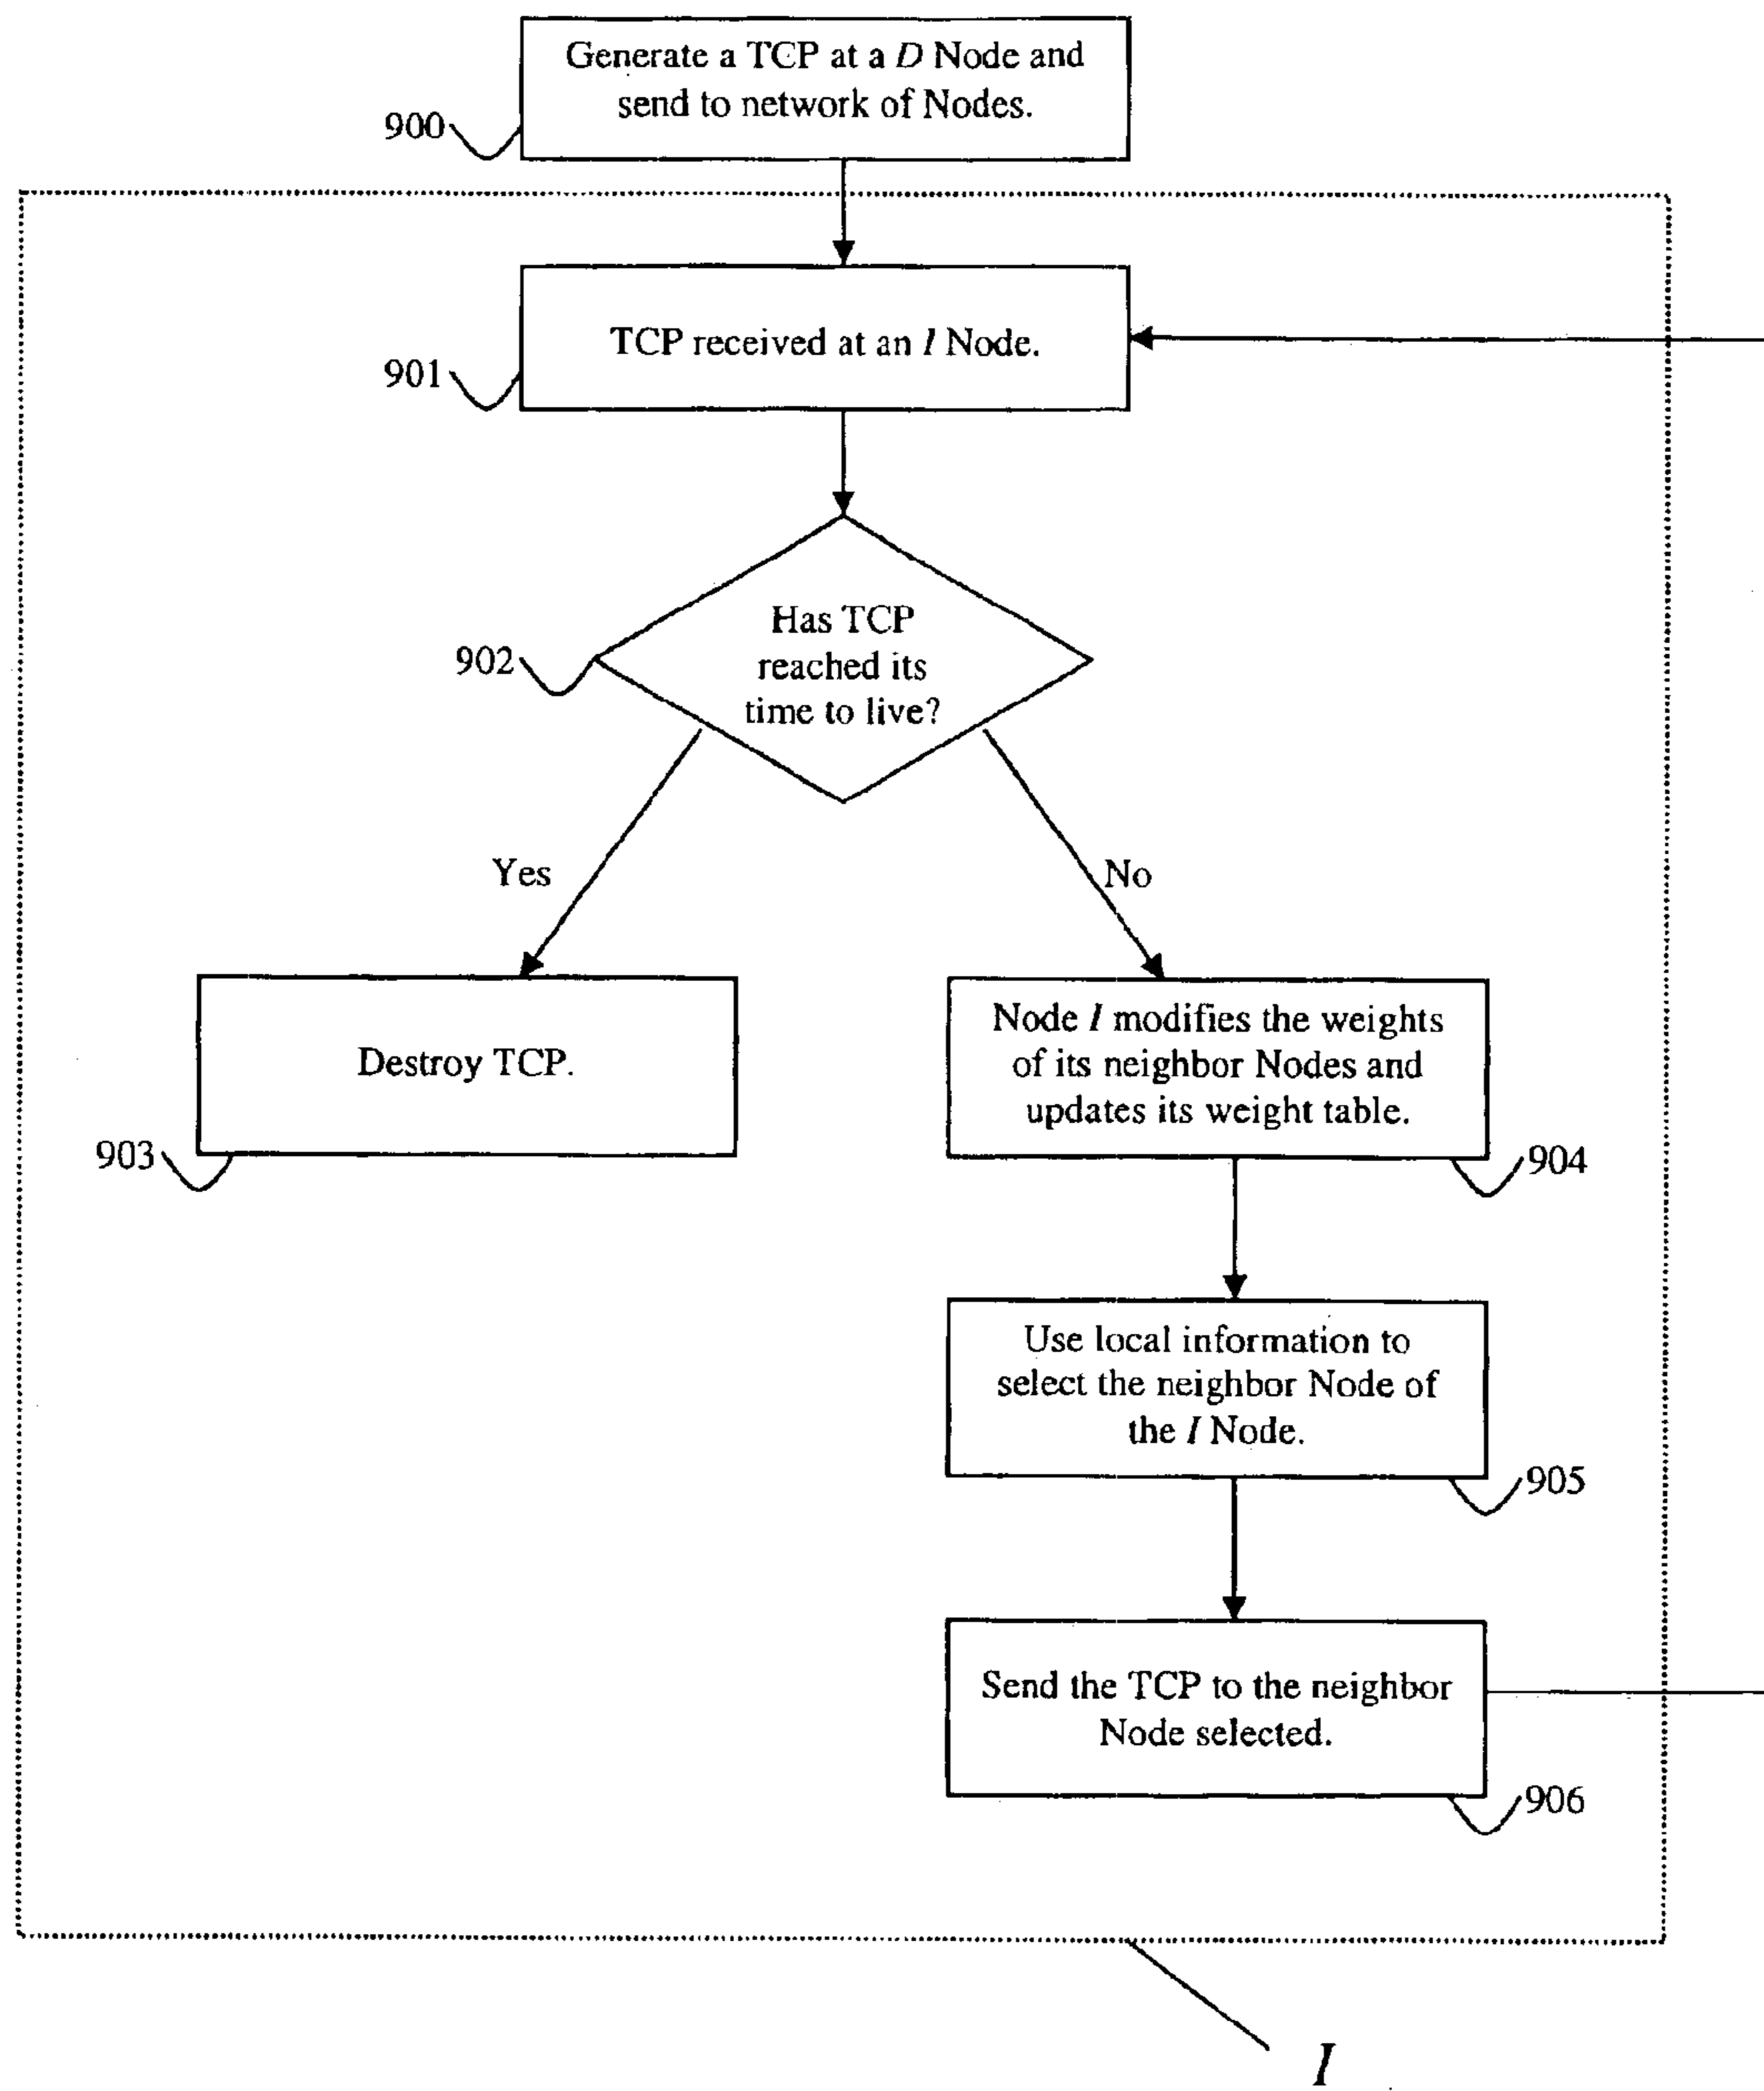 Generate a TCP at a D Node and
send to network of Nodes.
900
TCP received at an I Node.
901
Has TCP
reached its
time to live?
902
Yes
No
Destroy TCP.
903
Node I modifies the weights
of its neighbor Nodes and
updates its weight table.
904
Use local information to
select the neighbor Node of
the I Node.
905
Send the TCP to the neighbor
Node selected.
906
I